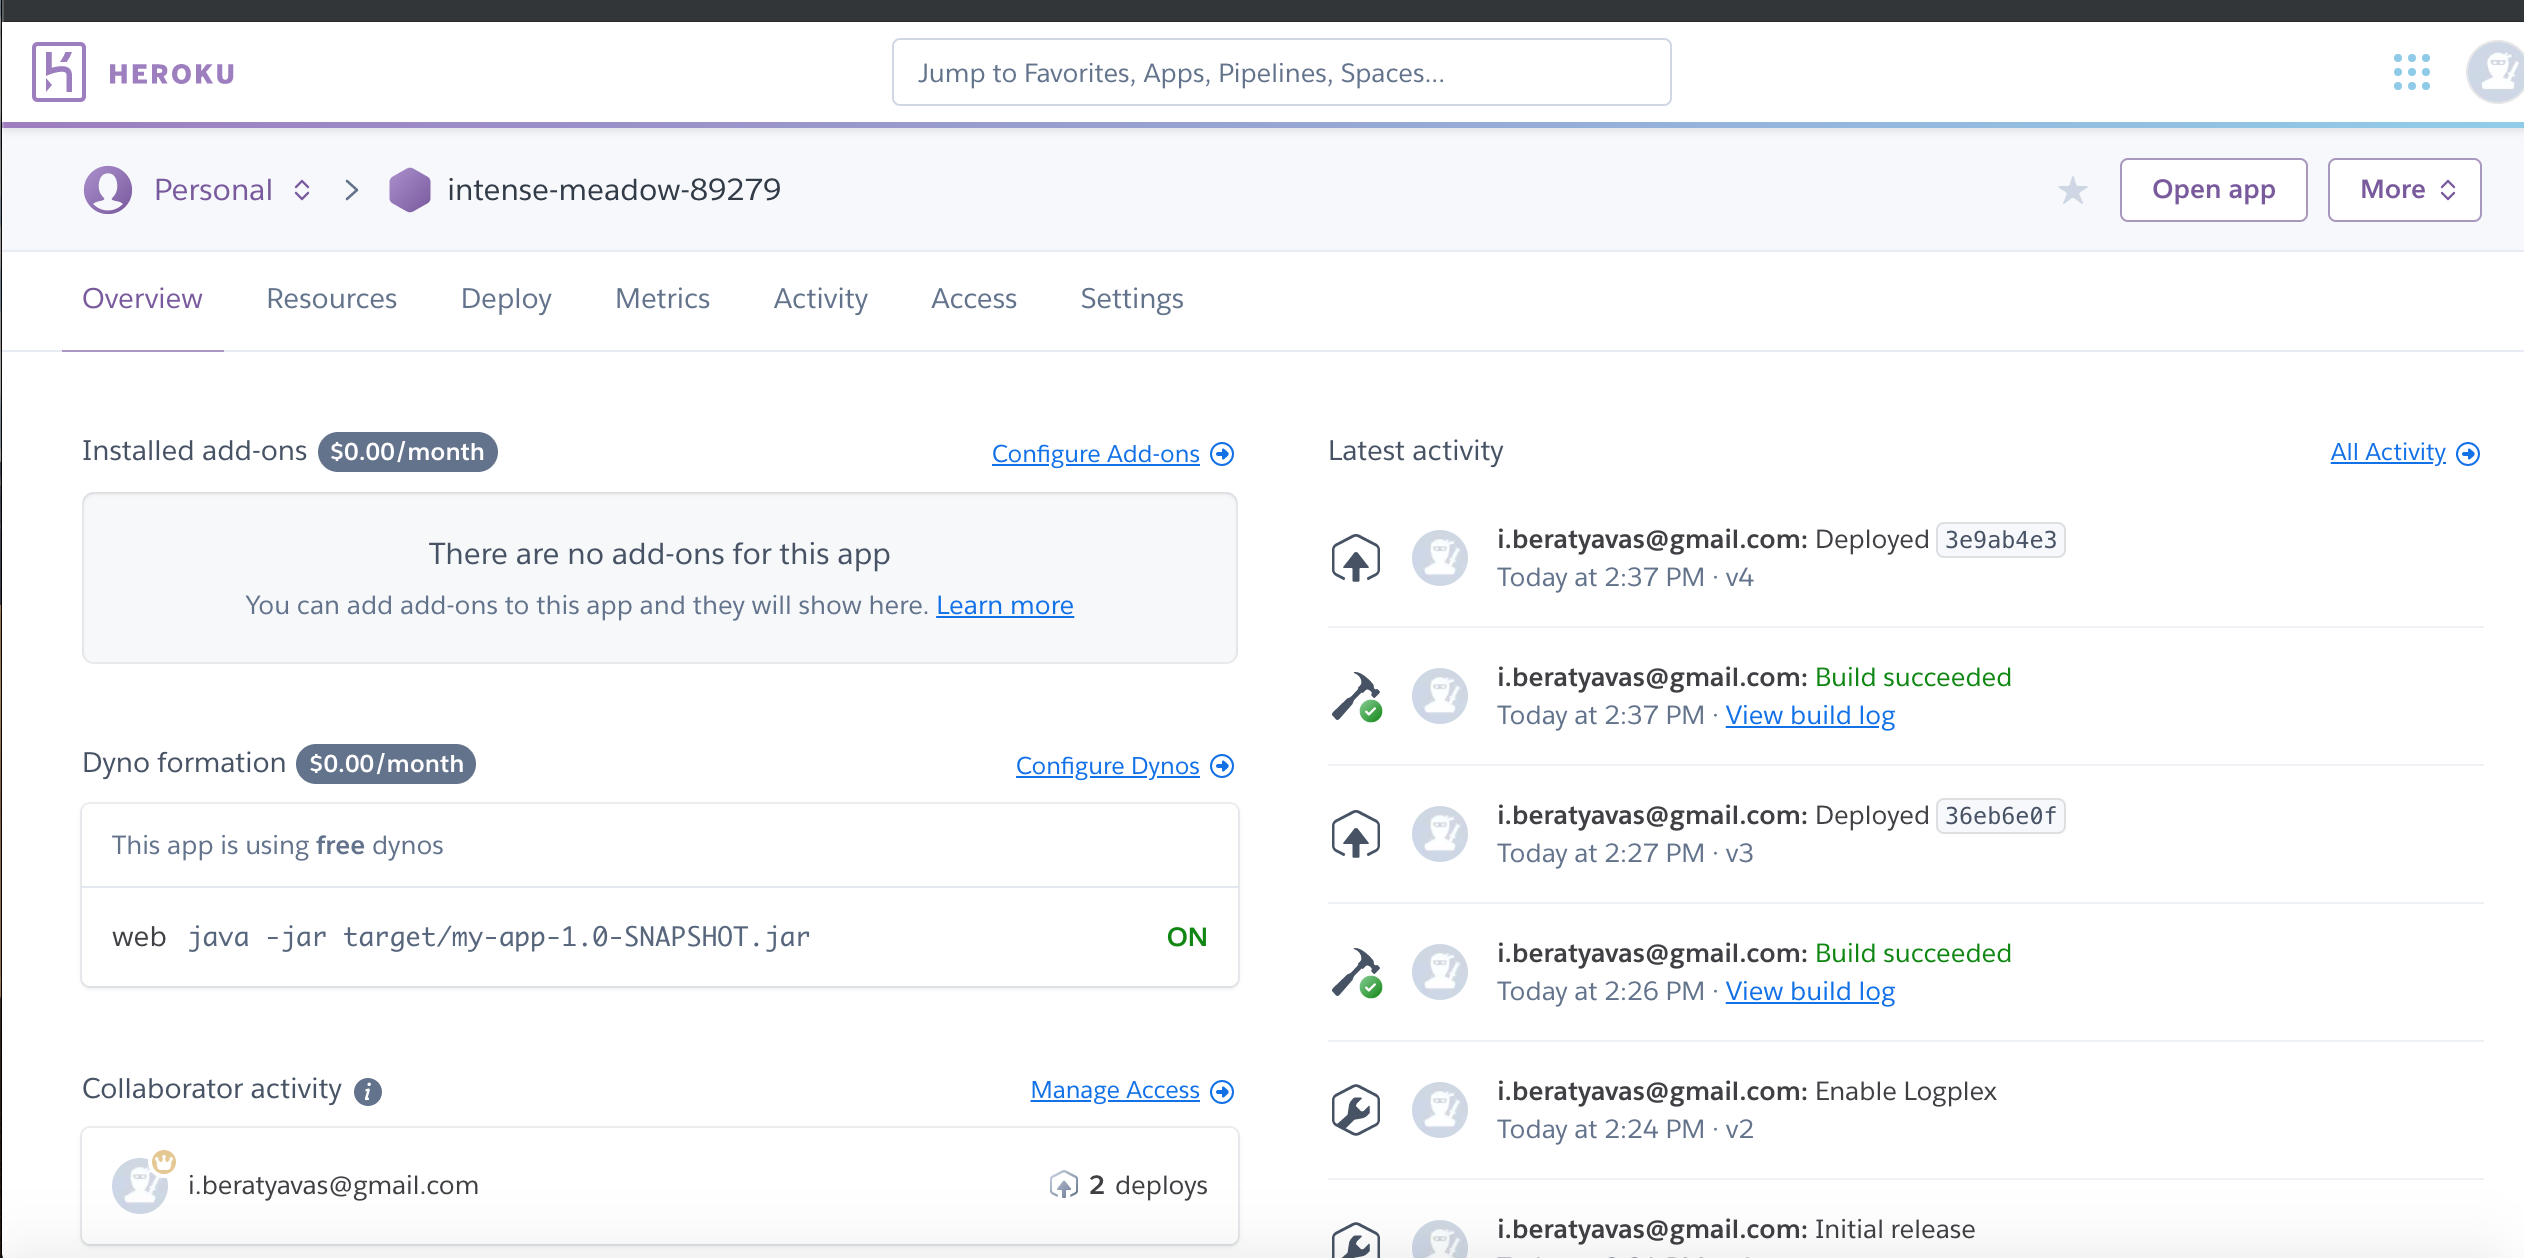 HEROKU
Jump to Favorites, Apps, Pipelines, Spaces...
Personal > intense-meadow-89279
Open app
More
Overview Resources Deploy Metrics Activity Access Settings
Installed add-ons $0.00/month
Configure Add-ons
There are no add-ons for this app
You can add add-ons to this app and they will show here. Learn more
Dyno formation $0.00/month
Configure Dynos
This app is using free dynos
web java -jar target/my-app-1.0-SNAPSHOT.jar ON
Collaborator activity i
Manage Access
i.beratyavas@gmail.com 2 deploys
Latest activity
All Activity
i.beratyavas@gmail.com: Deployed 3e9ab4e3
Today at 2:37 PM · v4
i.beratyavas@gmail.com: Build succeeded
Today at 2:37 PM · View build log
i.beratyavas@gmail.com: Deployed 36eb6e0f
Today at 2:27 PM · v3
i.beratyavas@gmail.com: Build succeeded
Today at 2:26 PM · View build log
i.beratyavas@gmail.com: Enable Logplex
Today at 2:24 PM · v2
i.beratyavas@gmail.com: Initial release